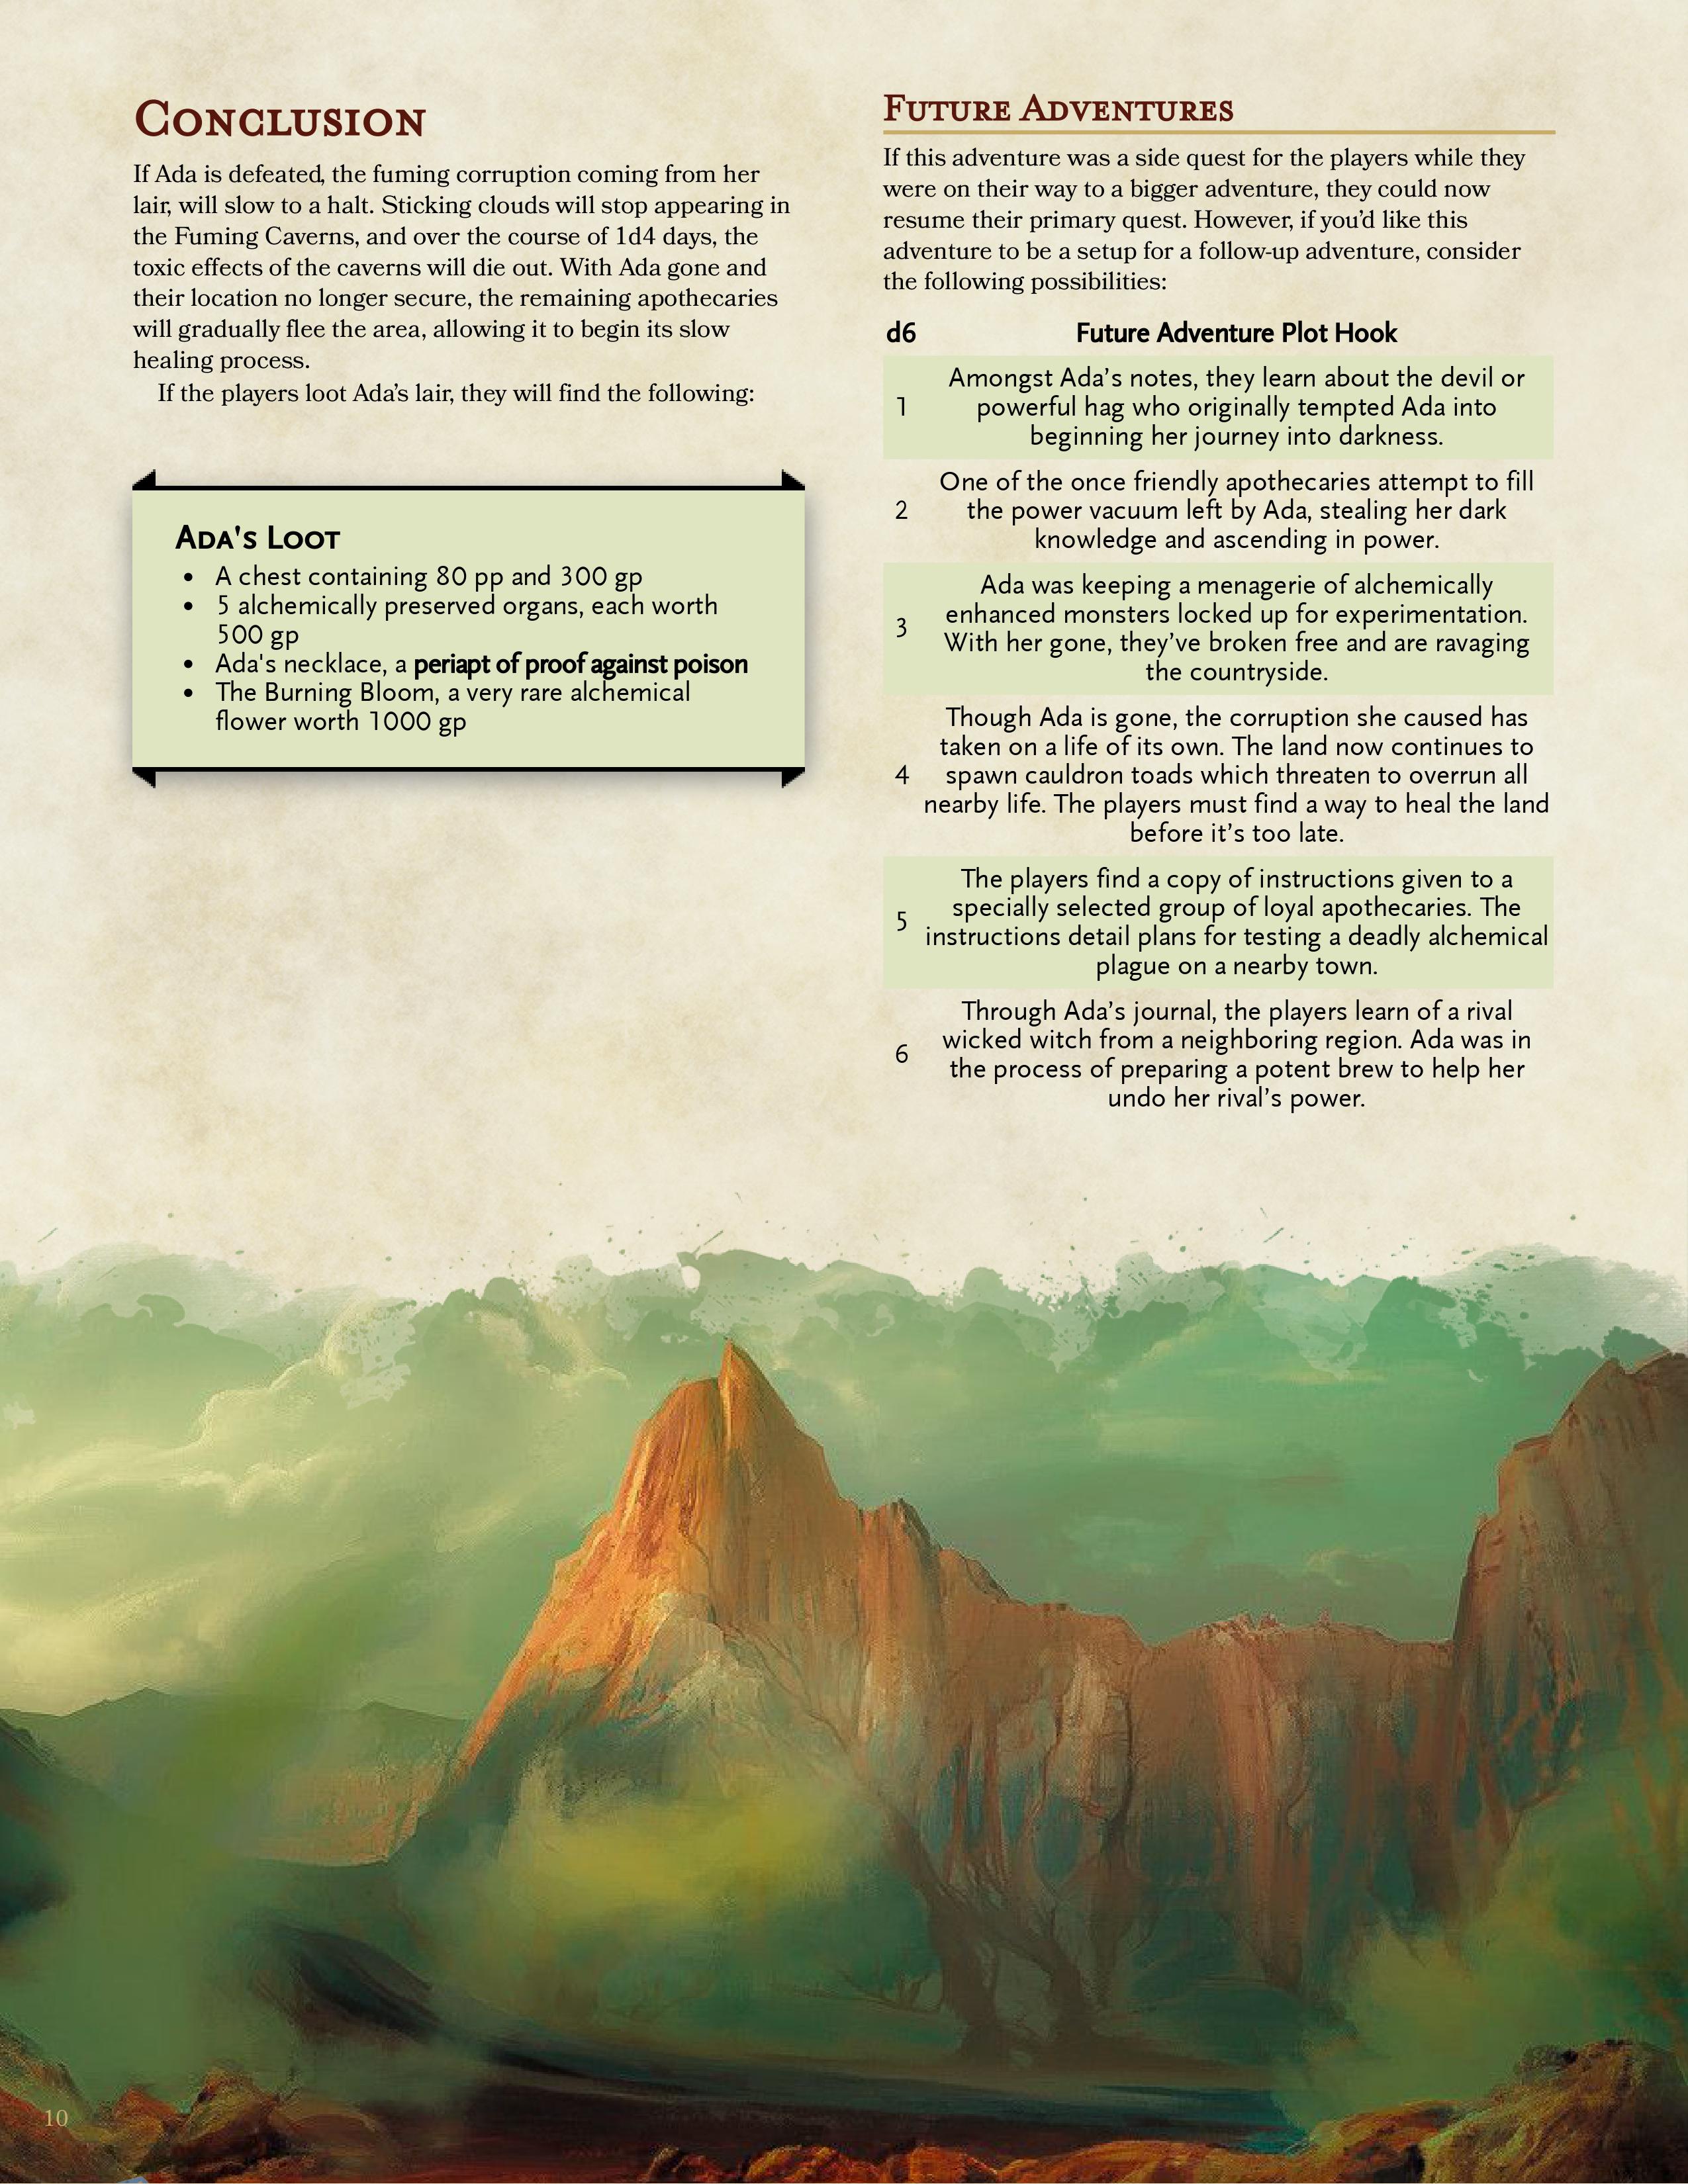 Conclusion
If Ada is defeated, the fuming corruption coming from her
lair, will slow to a halt. Sticking clouds will stop appearing in
the Fuming Caverns, and over the course of 1d4 days, the
toxic effects of the caverns will die out. With Ada gone and
their location no longer secure, the remaining apothecaries
will gradually flee the area, allowing it to begin its slow
healing process.
If the players loot Ada’s lair, they will find the following:
Ada's Loot
• A chest containing 80 pp and 300 gp
• 5 alchemically preserved organs, each worth
500 gp
• Ada's necklace, a periapt of proof against poison
• The Burning Bloom, a very rare alchemical
flower worth 1000 gp
Future Adventures
If this adventure was a side quest for the players while they
were on their way to a bigger adventure, they could now
resume their primary quest. However, if you’d like this
adventure to be a setup for a follow-up adventure, consider
the following possibilities:
d6 Future Adventure Plot Hook
Amongst Ada’s notes, they learn about the devil or
1 powerful hag who originally tempted Ada into
beginning her journey into darkness.
One of the once friendly apothecaries attempt to fill
2 the power vacuum left by Ada, stealing her dark
knowledge and ascending in power.
Ada was keeping a menagerie of alchemically
enhanced monsters locked up for experimentation.
3 With her gone, they’ve broken free and are ravaging
the countryside.
Though Ada is gone, the corruption she caused has
taken on a life of its own. The land now continues to
4 spawn cauldron toads which threaten to overrun all
nearby life. The players must find a way to heal the land
before it’s too late.
The players find a copy of instructions given to a
specially selected group of loyal apothecaries. The
5 instructions detail plans for testing a deadly alchemical
plague on a nearby town.
Through Ada’s journal, the players learn of a rival
wicked witch from a neighboring region. Ada was in
6 the process of preparing a potent brew to help her
undo her rival’s power.
10